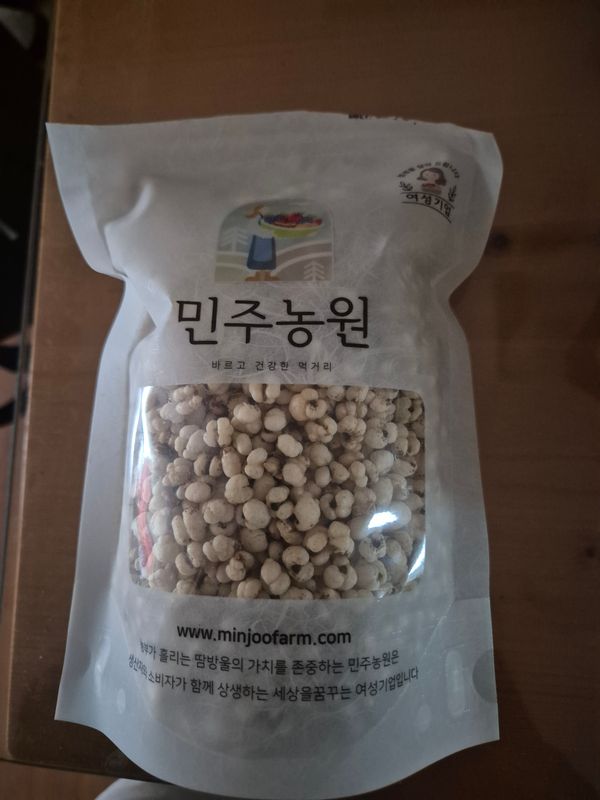 여성기업
민주농원
바르고 건강한 먹거리
www.minjoofarm.com
농부가 흘리는 땀방울의 가치를 존중하는 민주농원은
생산자와 소비자가 함께 상생하는 세상을꿈꾸는 여성기업입니다